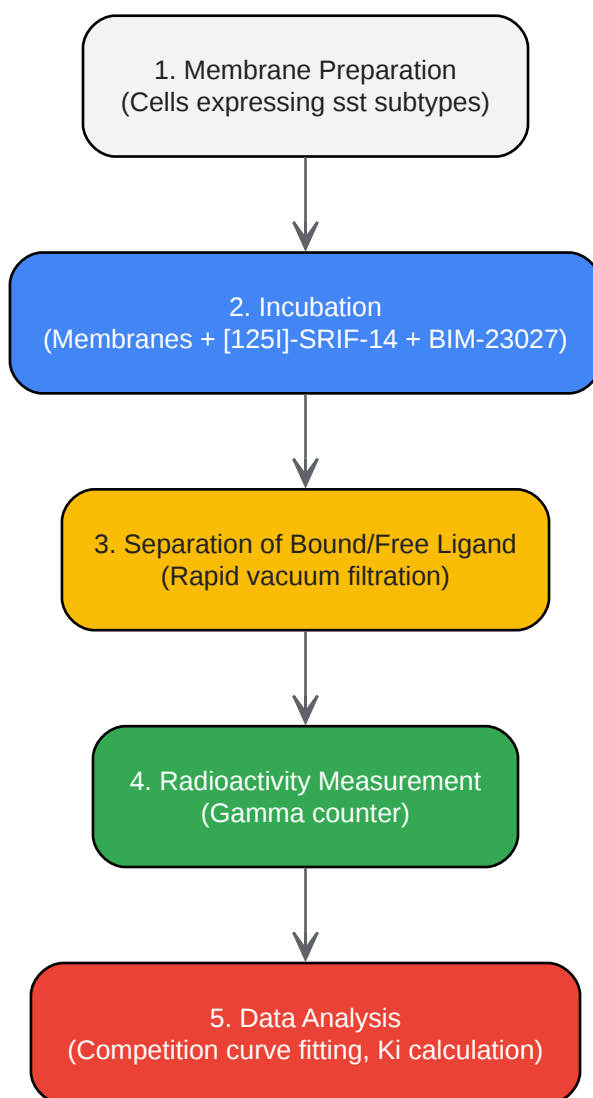 1. Membrane Preparation
(Cells expressing sst subtypes)
2. Incubation
(Membranes + [125I]-SRIF-14 + BIM-23027)
3. Separation of Bound/Free Ligand
(Rapid vacuum filtration)
4. Radioactivity Measurement
(Gamma counter)
5. Data Analysis
(Competition curve fitting, Ki calculation)